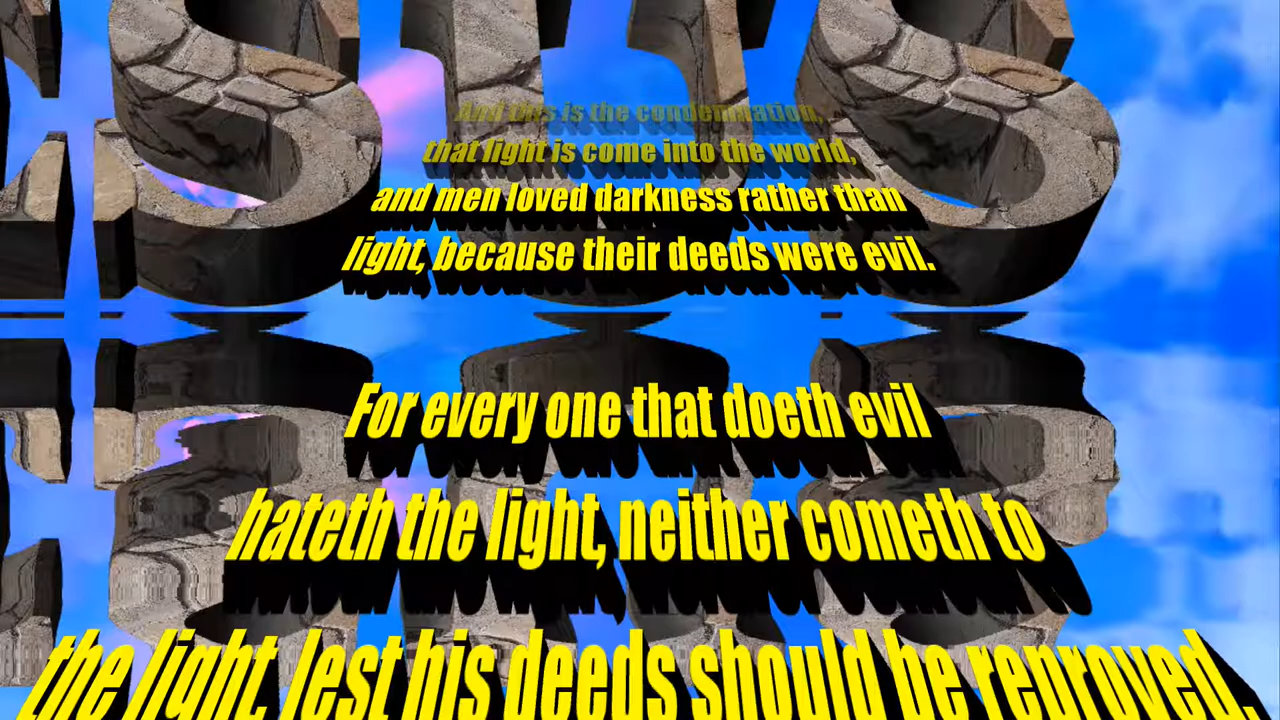 And this is the condemnation,
that light is come into the world,
and men loved darkness rather than
light, because their deeds were evil.
For every one that doeth evil
hateth the light, neither cometh to
the light, lest his deeds should be reproved.